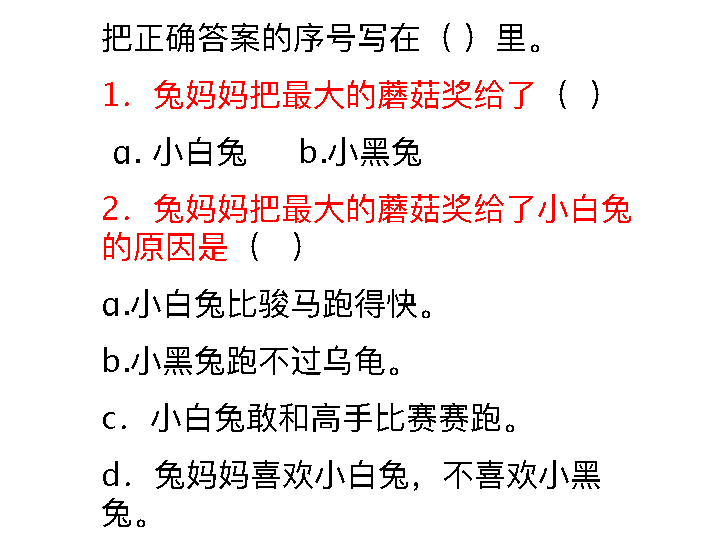 把正确答案的序号写在（ ）里。
1．兔妈妈把最大的蘑菇奖给了（ ）
a. 小白兔 b.小黑兔
2．兔妈妈把最大的蘑菇奖给了小白兔
的原因是（ ）
a.小白兔比骏马跑得快。
b.小黑兔跑不过乌龟。
c．小白兔敢和高手比赛赛跑。
d．兔妈妈喜欢小白兔，不喜欢小黑
兔。